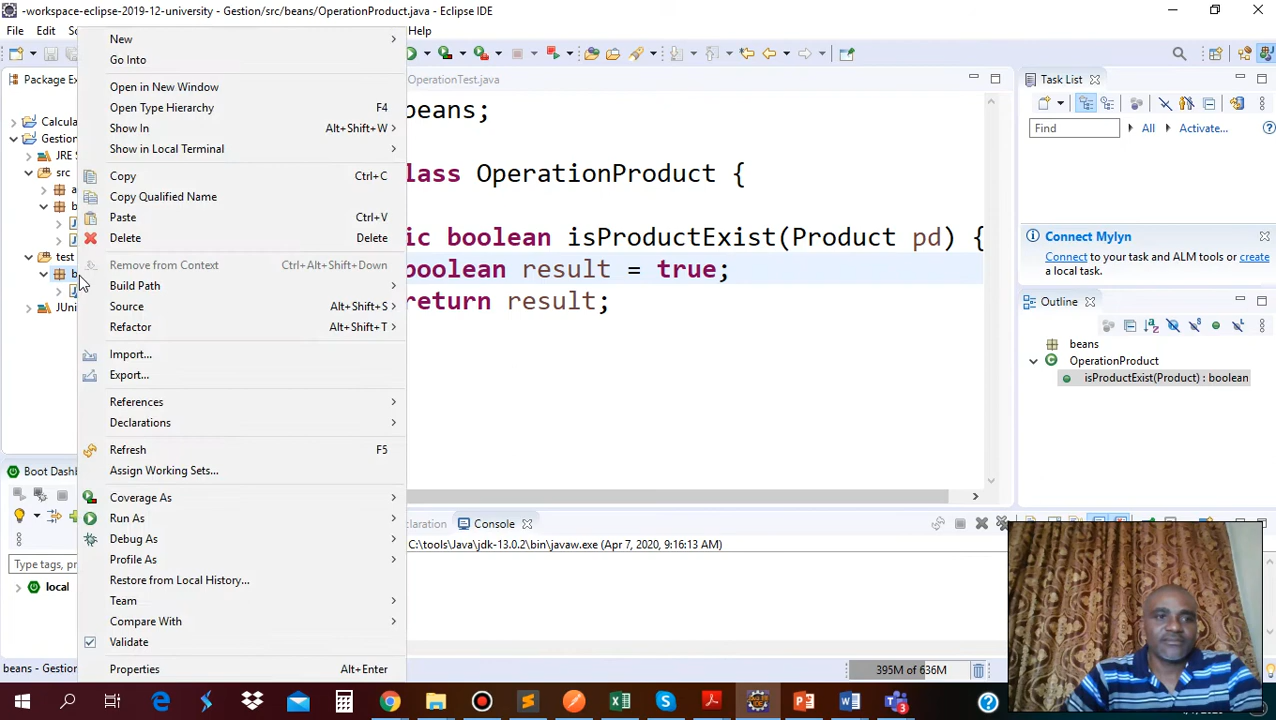 -workspace-eclipse-2019-12-university - Gestion/src/beans/OperationProduct.java - Eclipse IDE
File Edit Help
Package Ex
OperationTest.java
Task List
Find All Activate...
Connect Mylyn
Connect to your task and ALM tools or create
a local task.
Outline
beans
OperationProduct
isProductExist(Product) : boolean
Calcula
Gestion
JRE S
src
a
b
test
b
JUni
New
Go Into
Open in New Window
Open Type Hierarchy F4
Show In Alt+Shift+W
Show in Local Terminal
Copy Ctrl+C
Copy Qualified Name
Paste Ctrl+V
Delete Delete
Remove from Context Ctrl+Alt+Shift+Down
Build Path
Source Alt+Shift+S
Refactor Alt+Shift+T
Import...
Export...
References
Declarations
Refresh F5
Assign Working Sets...
Coverage As
Run As
Debug As
Profile As
Restore from Local History...
Team
Compare With
Validate
Properties Alt+Enter
beans;
lass OperationProduct {
ic boolean isProductExist(Product pd) {
boolean result = true;
return result;
Boot Dashb
Type tags, pr
local
claration Console
C:\tools\Java\jdk-13.0.2\bin\javaw.exe (Apr 7, 2020, 9:16:13 AM)
beans - Gestion
395M of 636M